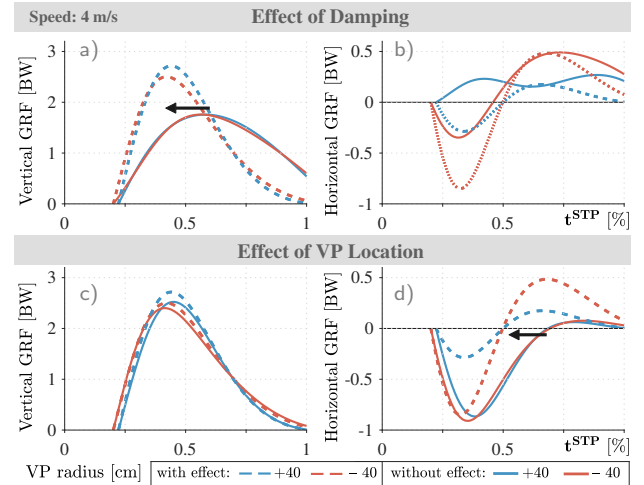 Speed: 4 m/s Effect of Damping
a)
Vertical GRF [BW]
3
2
1
0
0 0.5 1
b)
Horizontal GRF [BW]
0.5
0
-0.5
-1
0 0.5 t^STP [%]
Effect of VP Location
c)
Vertical GRF [BW]
3
2
1
0
0 0.5 1
d)
Horizontal GRF [BW]
0.5
0
-0.5
-1
0 0.5 t^STP [%]
VP radius [cm] with effect: +40 − 40 without effect: +40 − 40